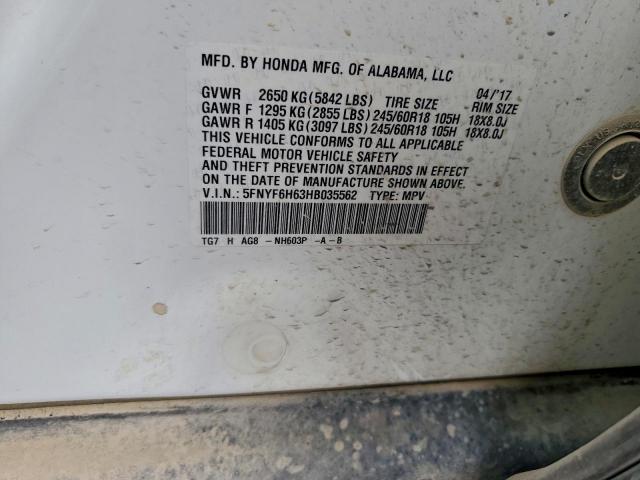 MFD. BY HONDA MFG. OF ALABAMA, LLC
04/'17
GVWR 2650 KG(5842 LBS) TIRE SIZE RIM SIZE
GAWR F 1295 KG(2855 LBS) 245/60R18 105H 18X8.0J
GAWR R 1405 KG(3097 LBS) 245/60R18 105H 18X8.0J
THIS VEHICLE CONFORMS TO ALL APPLICABLE
FEDERAL MOTOR VEHICLE SAFETY
AND THEFT PREVENTION STANDARDS IN EFFECT
ON THE DATE OF MANUFACTURE SHOWN ABOVE.
V.I.N.: 5FNYF6H63HB035562 TYPE: MPV
TG7 H AG8 - NH603P -A-B